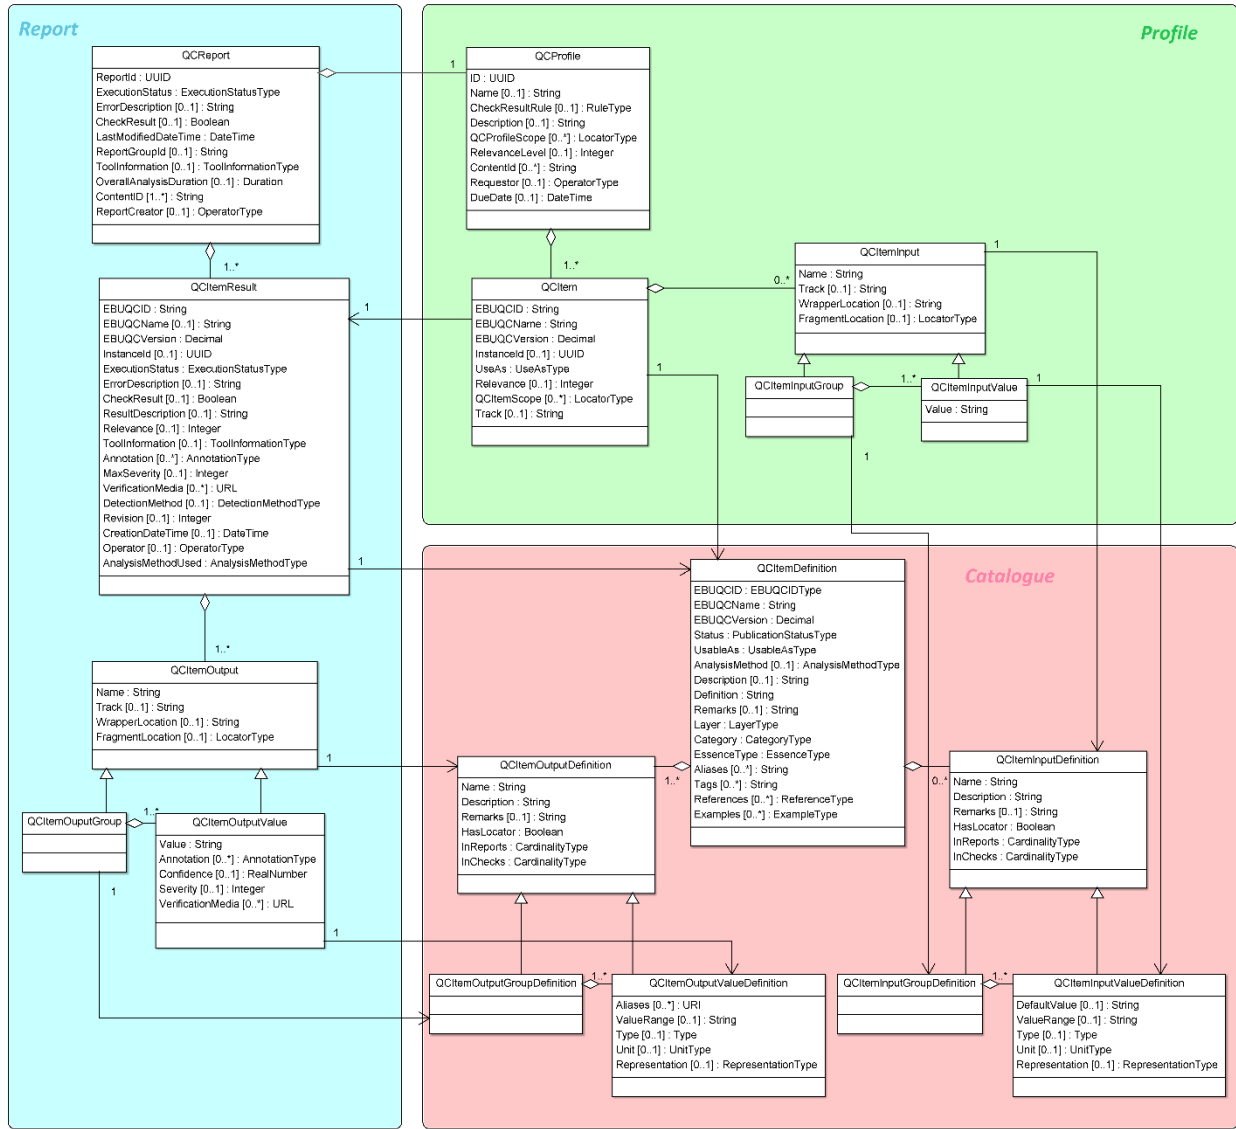 Report
QCReport
ReportId : UUID
ExecutionStatus : ExecutionStatusType
ErrorDescription [0..1] : String
CheckResult [0..1] : Boolean
LastModifiedDateTime : DateTime
ReportGroupId [0..1] : String
ToolInformation [0..1] : ToolInformationType
OverallAnalysisDuration [0..1] : Duration
ContentID [1..*] : String
ReportCreator [0..1] : OperatorType
1
1..*
QCItemResult
EBUQCID : String
EBUQCName [0..1] : String
EBUQCVersion : Decimal
InstanceId [0..1] : UUID
ExecutionStatus : ExecutionStatusType
ErrorDescription [0..1] : String
CheckResult [0..1] : Boolean
ResultDescription [0..1] : String
Relevance [0..1] : Integer
ToolInformation [0..1] : ToolInformationType
Annotation [0..*] : AnnotationType
MaxSeverity [0..1] : Integer
VerificationMedia [0..*] : URL
DetectionMethod [0..1] : DetectionMethodType
Revision [0..1] : Integer
CreationDateTime [0..1] : DateTime
Operator [0..1] : OperatorType
AnalysisMethodUsed : AnalysisMethodType
1
1
1..*
QCItemOutput
Name : String
Track [0..1] : String
WrapperLocation [0..1] : String
FragmentLocation [0..1] : LocatorType
1
QCItemOuputGroup
1..*
QCItemOutputValue
Value : String
Annotation [0..*] : AnnotationType
Confidence [0..1] : RealNumber
Severity [0..1] : Integer
VerificationMedia [0..*] : URL
1
1
Profile
QCProfile
ID : UUID
Name [0..1] : String
CheckResultRule [0..1] : RuleType
Description [0..1] : String
QCProfileScope [0..*] : LocatorType
RelevanceLevel [0..1] : Integer
ContentId [0..*] : String
Requestor [0..1] : OperatorType
DueDate [0..1] : DateTime
1..*
QCItem
EBUQCID : String
EBUQCName : String
EBUQCVersion : Decimal
InstanceId [0..1] : UUID
UseAs : UseAsType
Relevance [0..1] : Integer
QCItemScope [0..*] : LocatorType
Track [0..1] : String
0..*
1
QCItemInput
Name : String
Track [0..1] : String
WrapperLocation [0..1] : String
FragmentLocation [0..1] : LocatorType
1
QCItemInputGroup
1..*
QCItemInputValue
Value : String
1
1
Catalogue
QCItemDefinition
EBUQCID : EBUQCIDType
EBUQCName : String
EBUQCVersion : Decimal
Status : PublicationStatusType
UsableAs : UsableAsType
AnalysisMethod [0..1] : AnalysisMethodType
Description [0..1] : String
Definition : String
Remarks [0..1] : String
Layer : LayerType
Category : CategoryType
EssenceType : EssenceType
Aliases [0..*] : String
Tags [0..*] : String
References [0..*] : ReferenceType
Examples [0..*] : ExampleType
1..*
0..*
QCItemOutputDefinition
Name : String
Description : String
Remarks [0..1] : String
HasLocator : Boolean
InReports : CardinalityType
InChecks : CardinalityType
QCItemInputDefinition
Name : String
Description : String
Remarks [0..1] : String
HasLocator : Boolean
InReports : CardinalityType
InChecks : CardinalityType
QCItemOutputGroupDefinition
1..*
QCItemOutputValueDefinition
Aliases [0..*] : URI
ValueRange [0..1] : String
Type [0..1] : Type
Unit [0..1] : UnitType
Representation [0..1] : RepresentationType
QCItemInputGroupDefinition
1..*
QCItemInputValueDefinition
DefaultValue [0..1] : String
ValueRange [0..1] : String
Type [0..1] : Type
Unit [0..1] : UnitType
Representation [0..1] : RepresentationType